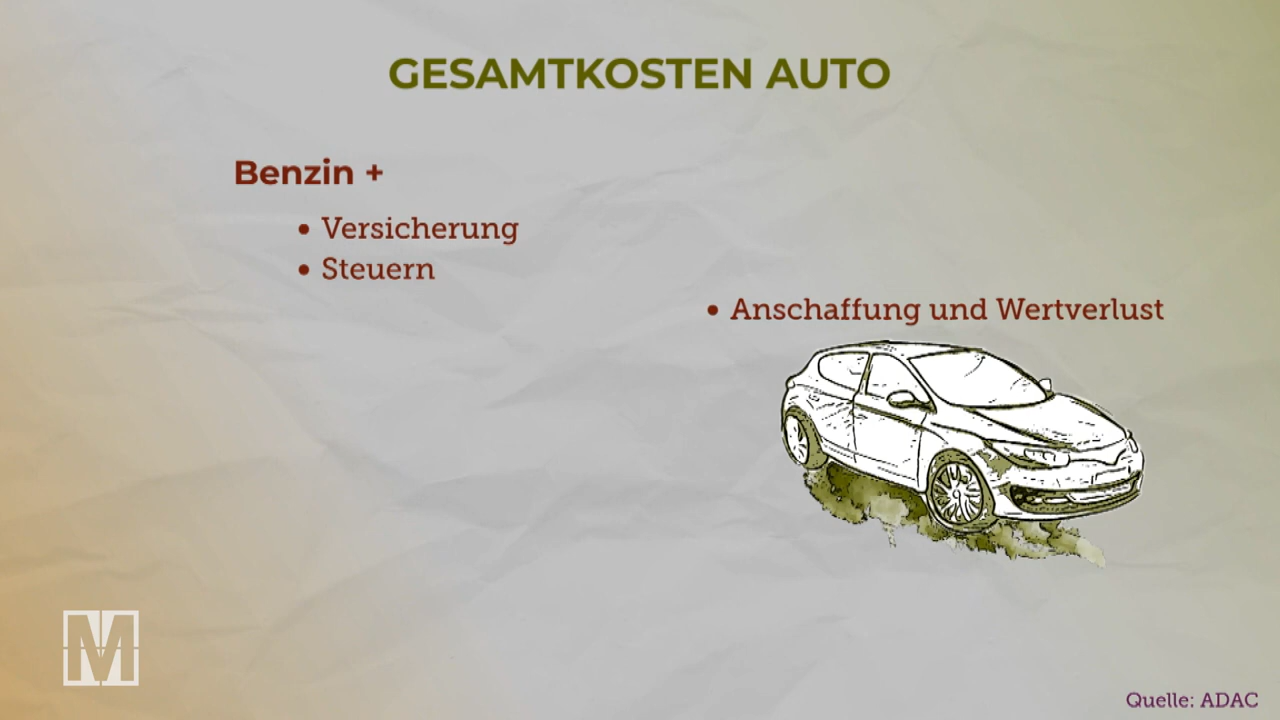 GESAMTKOSTEN AUTO
Benzin +
• Versicherung
• Steuern
• Anschaffung und Wertverlust
M
Quelle: ADAC